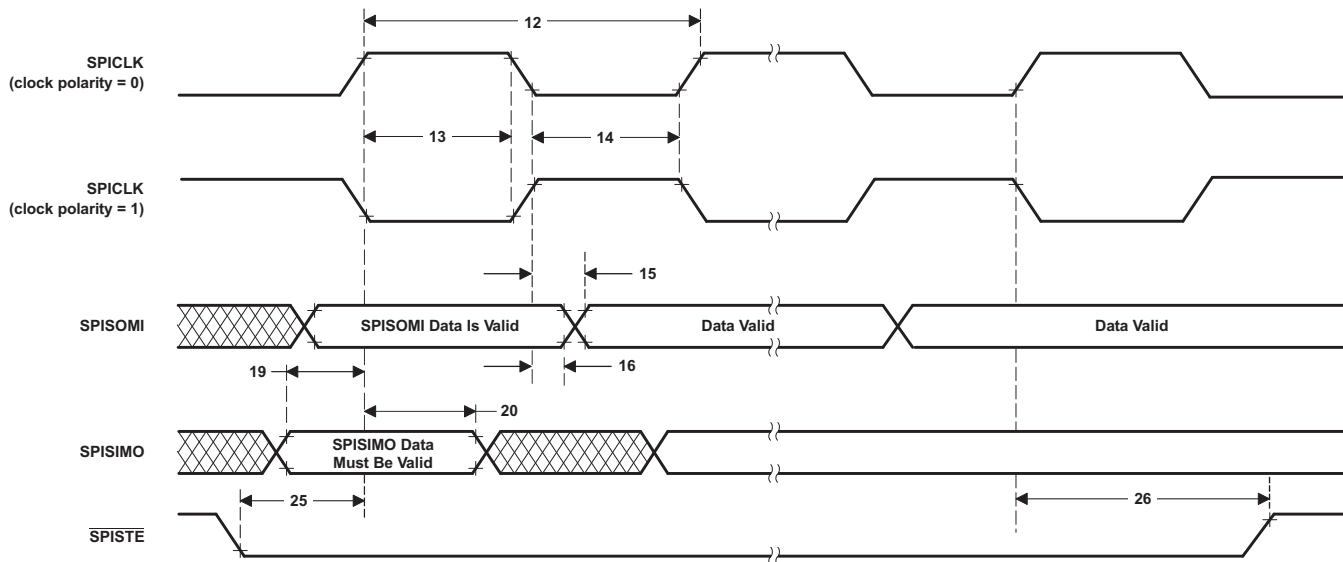 12
SPICLK
(clock polarity = 0)
13
14
SPICLK
(clock polarity = 1)
15
SPISOMI
SPISOMI Data Is Valid
Data Valid
Data Valid
19
16
20
SPISIMO
SPISIMO Data
Must Be Valid
25
26
SPISTE